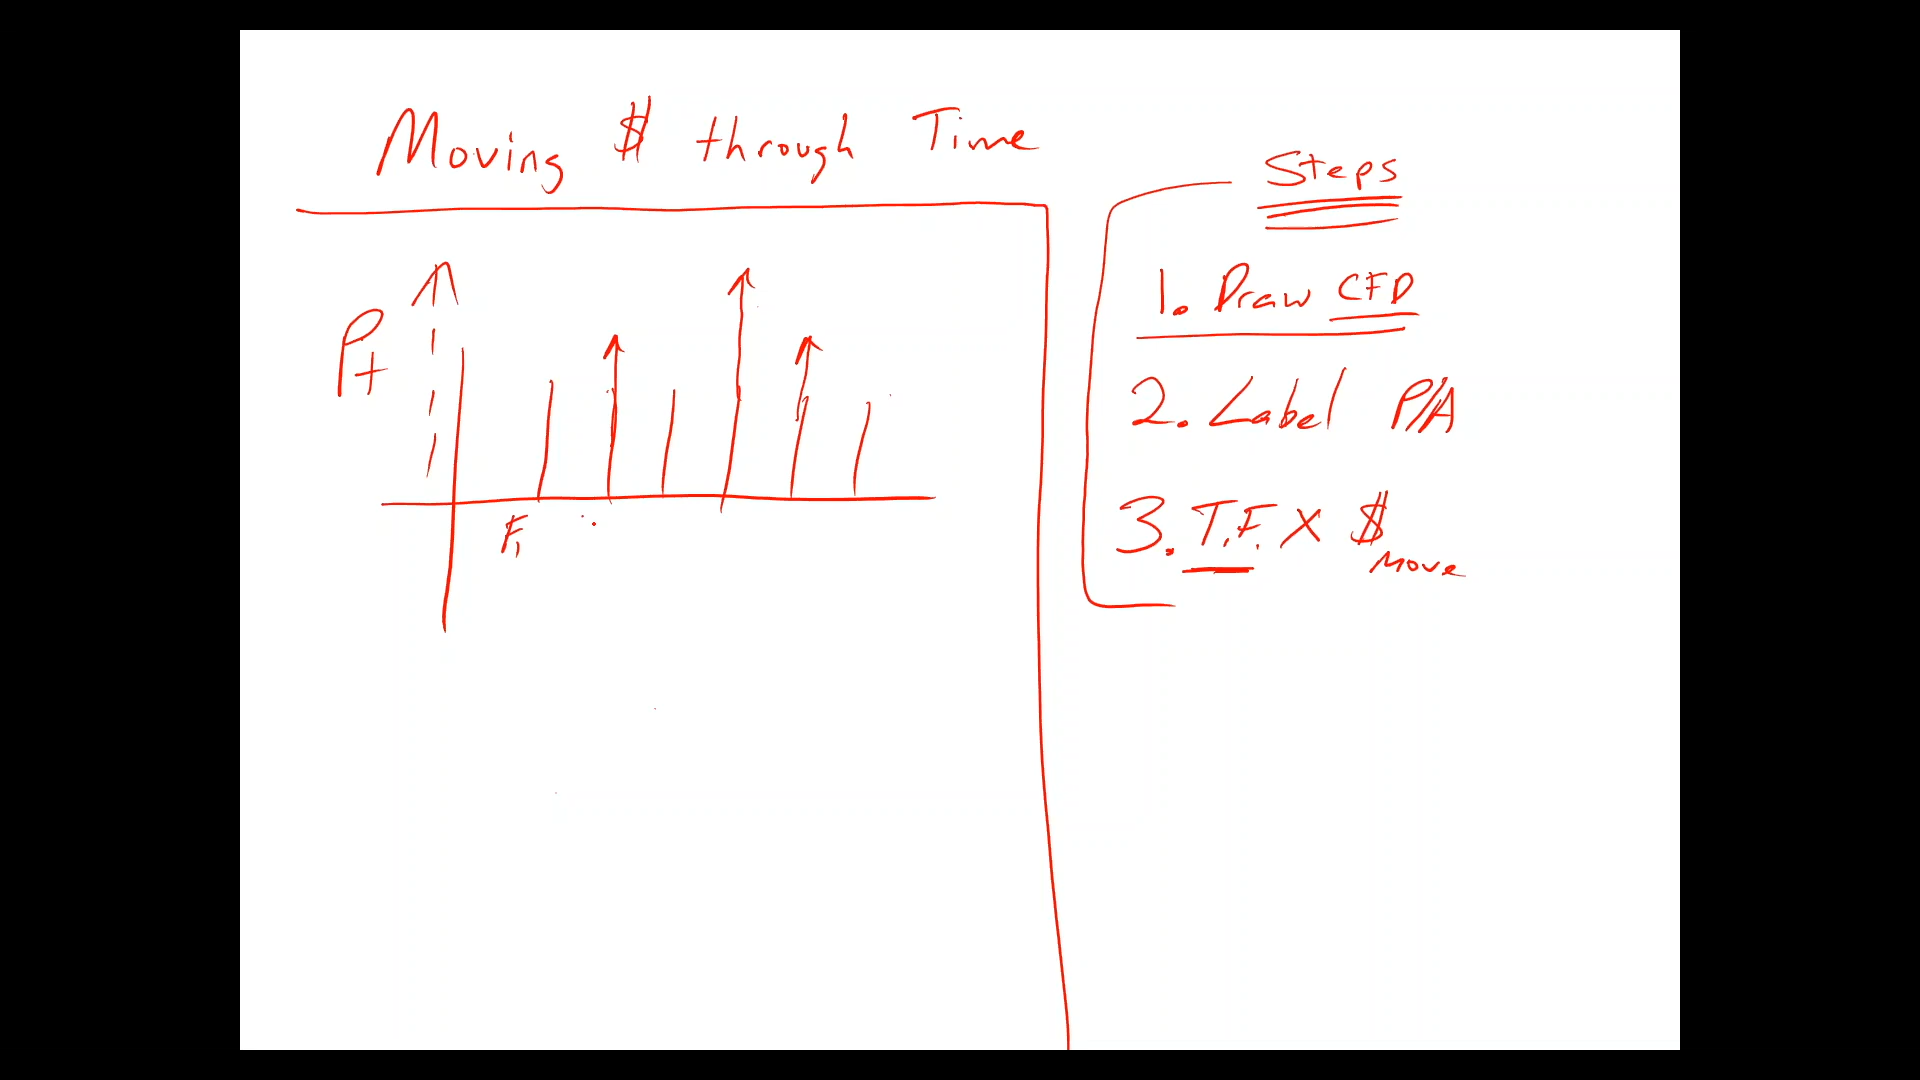 Moving $ through Time
P+
F1
Steps
1. Draw CFD
2. Label P/A
3. T.F. X $ Move